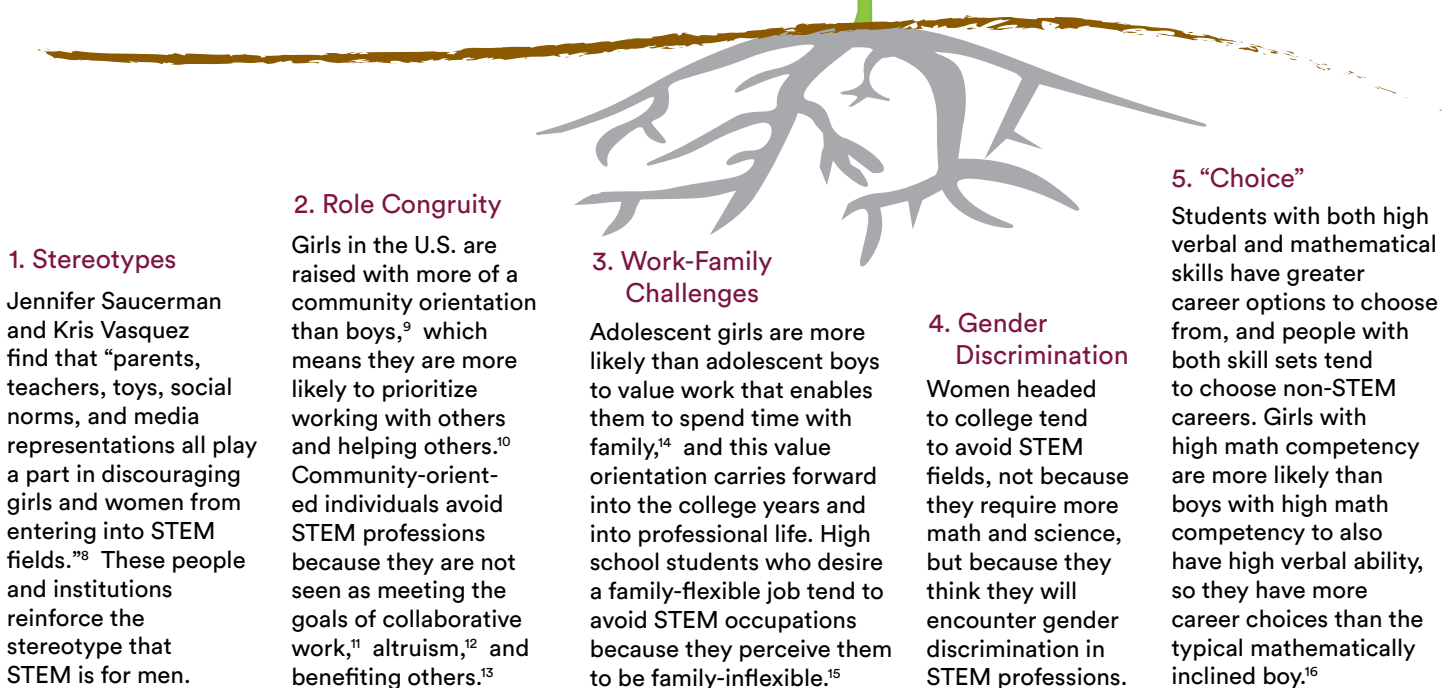 1. Stereotypes
Jennifer Saucerman
and Kris Vasquez
find that “parents,
teachers, toys, social
norms, and media
representations all play
a part in discouraging
girls and women from
entering into STEM
fields.”⁸ These people
and institutions
reinforce the
stereotype that
STEM is for men.
2. Role Congruity
Girls in the U.S. are
raised with more of a
community orientation
than boys,⁹ which
means they are more
likely to prioritize
working with others
and helping others.¹⁰
Community-orient-
ed individuals avoid
STEM professions
because they are not
seen as meeting the
goals of collaborative
work,¹¹ altruism,¹² and
benefiting others.¹³
3. Work-Family
Challenges
Adolescent girls are more
likely than adolescent boys
to value work that enables
them to spend time with
family,¹⁴ and this value
orientation carries forward
into the college years and
into professional life. High
school students who desire
a family-flexible job tend to
avoid STEM occupations
because they perceive them
to be family-inflexible.¹⁵
4. Gender
Discrimination
Women headed
to college tend
to avoid STEM
fields, not because
they require more
math and science,
but because they
think they will
encounter gender
discrimination in
STEM professions.
5. “Choice”
Students with both high
verbal and mathematical
skills have greater
career options to choose
from, and people with
both skill sets tend
to choose non-STEM
careers. Girls with
high math competency
are more likely than
boys with high math
competency to also
have high verbal ability,
so they have more
career choices than the
typical mathematically
inclined boy.¹⁶